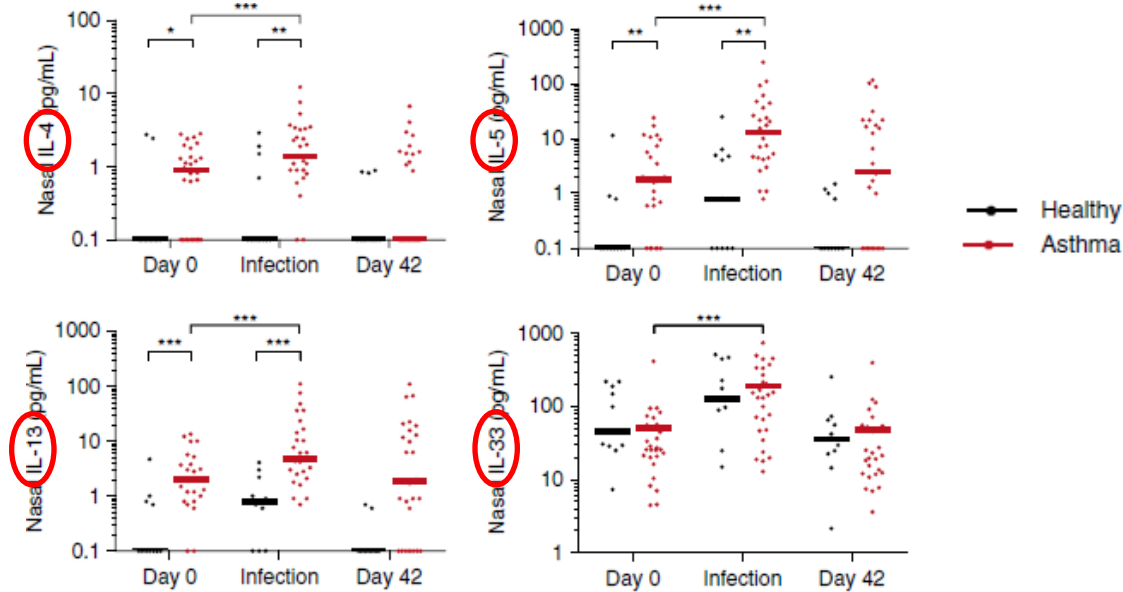 ***
*
**
100
10
1
0.1
Nasal IL-4 (pg/mL)
Day 0 Infection Day 42
***
**
**
1000
100
10
1
0.1
Nasal IL-5 (pg/mL)
Day 0 Infection Day 42
Healthy
Asthma
***
***
***
1000
100
10
1
0.1
Nasal IL-13 (pg/mL)
Day 0 Infection Day 42
***
1000
100
10
1
Nasal IL-33 (pg/mL)
Day 0 Infection Day 42